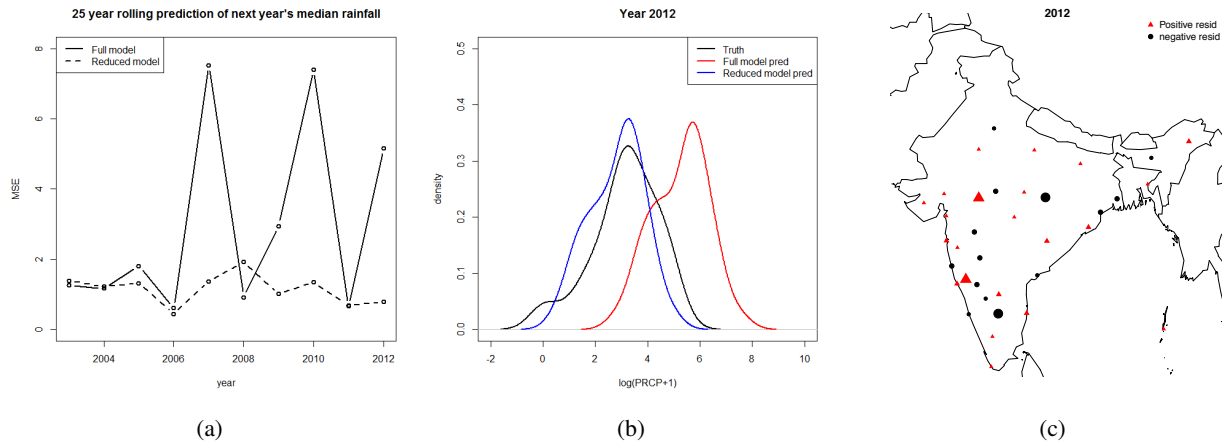 25 year rolling prediction of next year's median rainfall
Full model
Reduced model
8
6
4
2
0
MSE
2004 2006 2008 2010 2012
year
(a)
Year 2012
Truth
Full model pred
Reduced model pred
0.5
0.4
0.3
0.2
0.1
0.0
density
-2 0 2 4 6 8 10
log(PRCP+1)
(b)
2012
Positive resid
negative resid
(c)